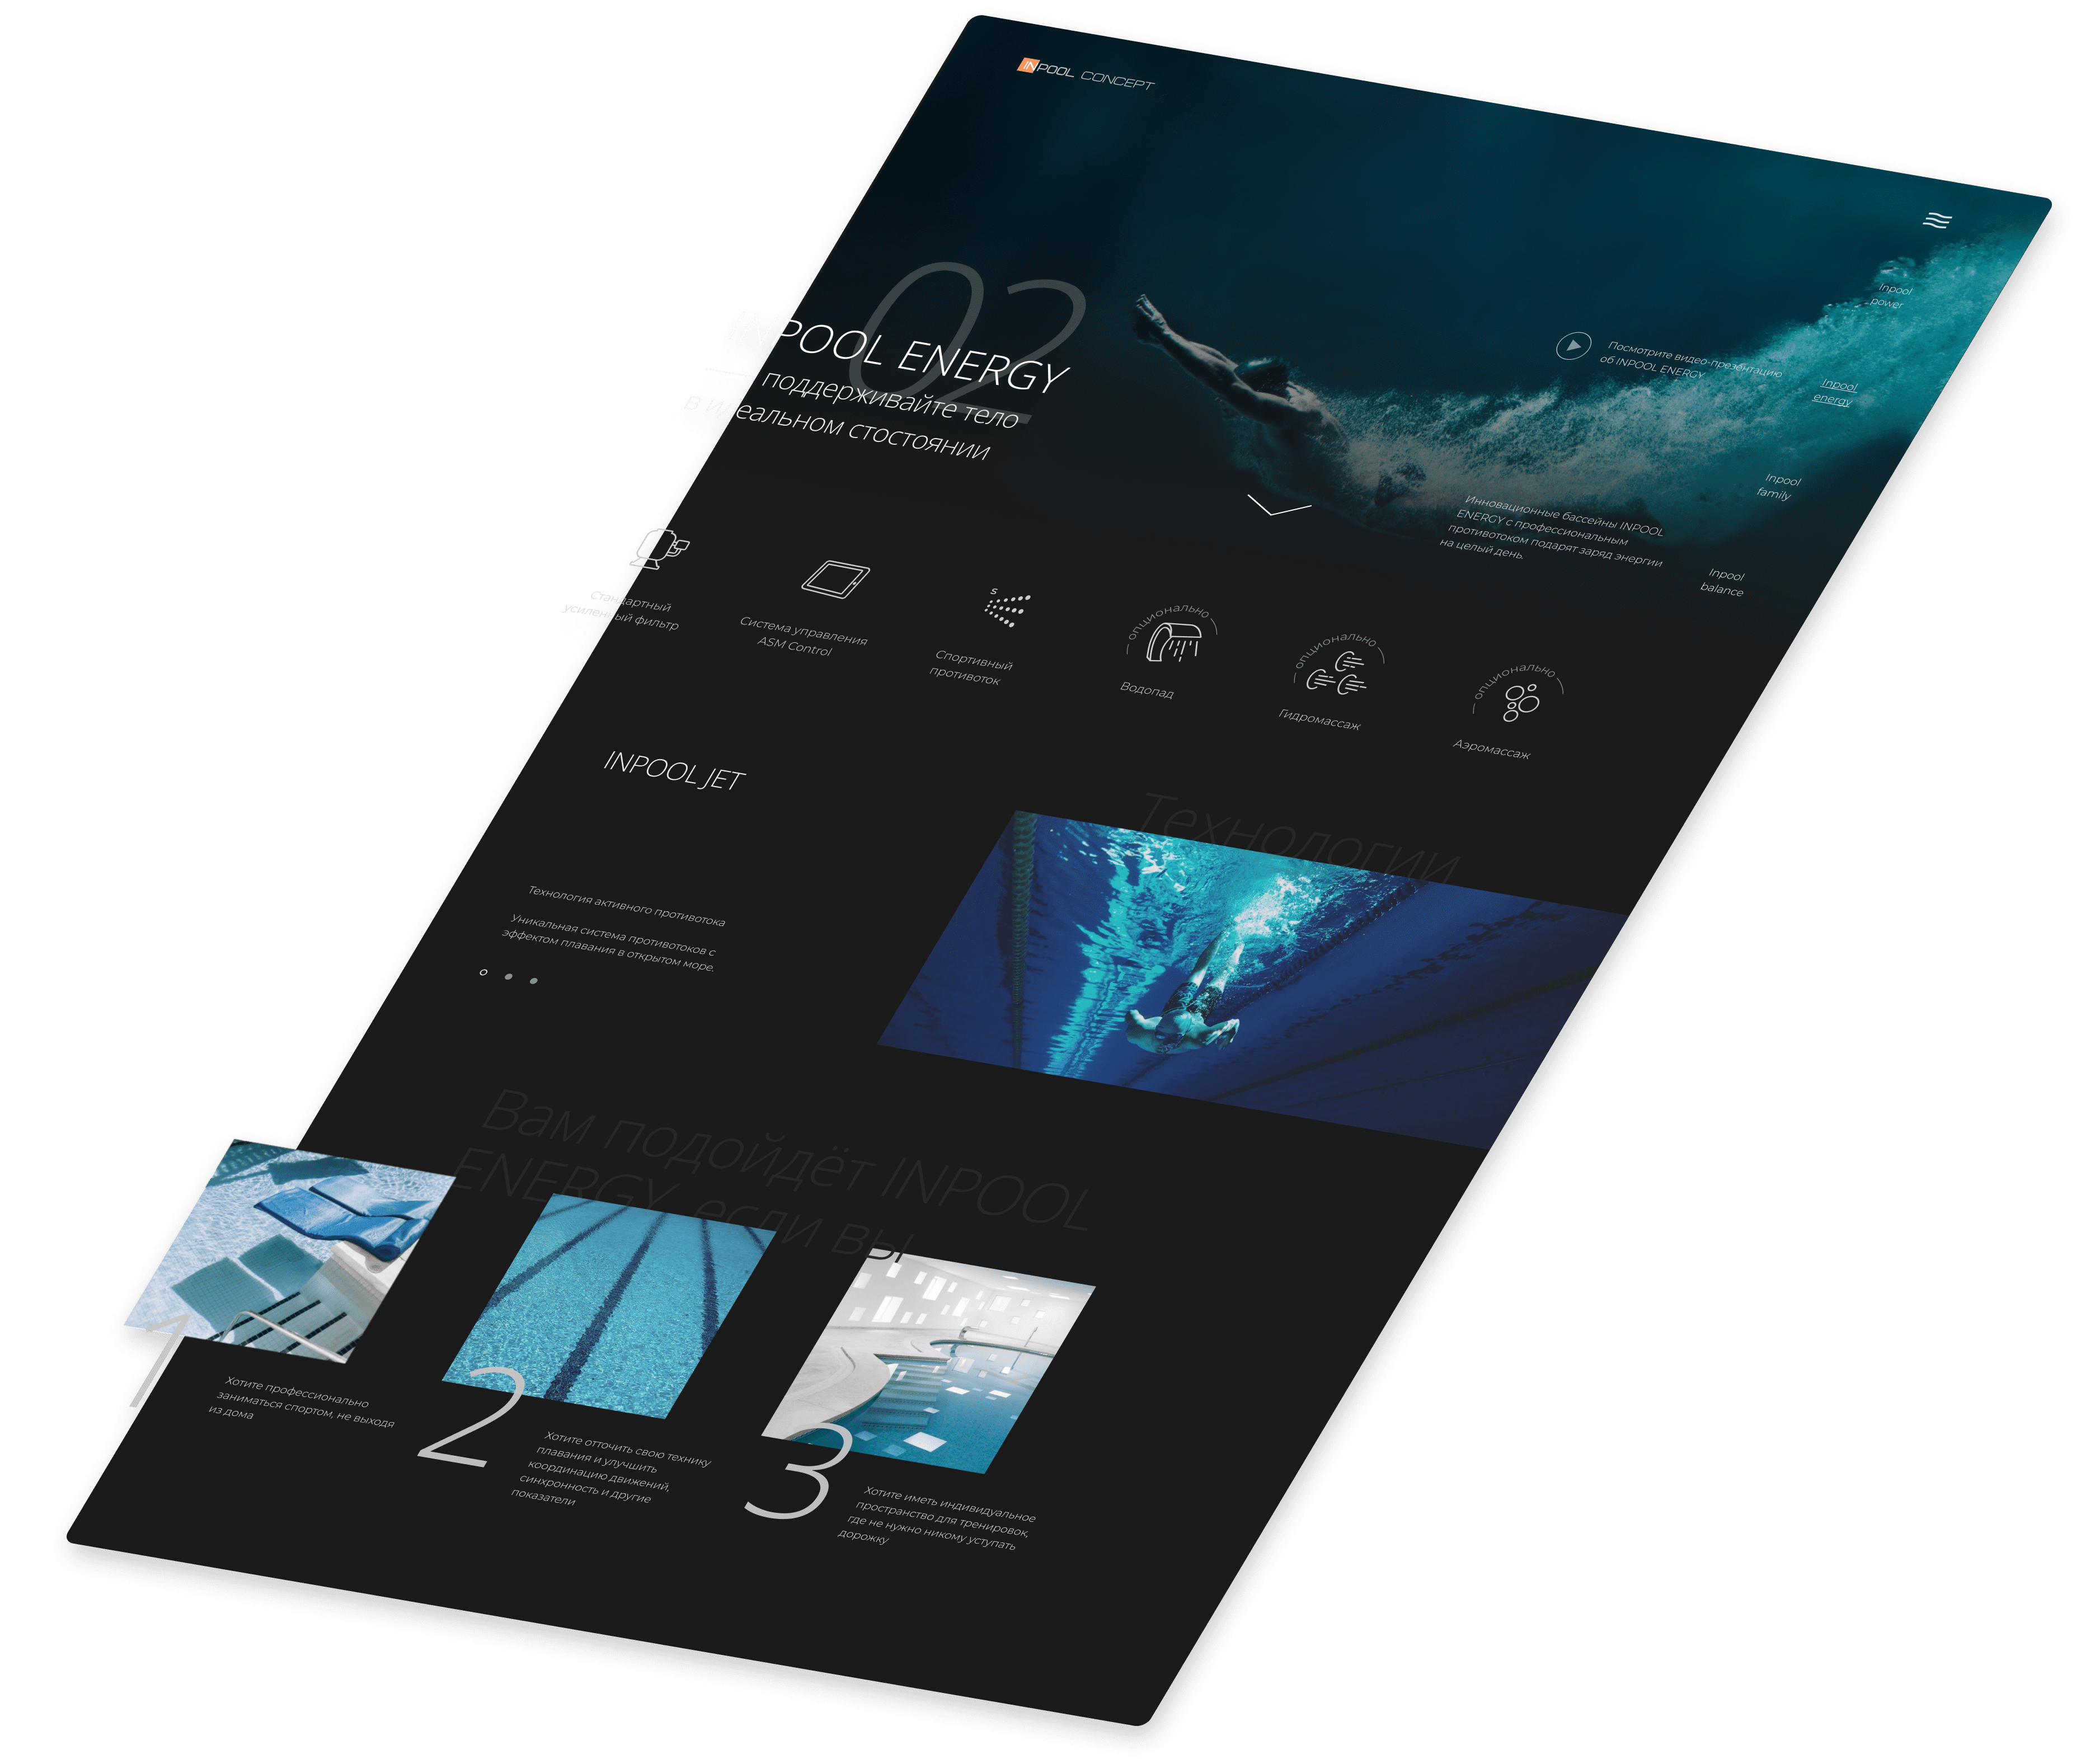 INPOOL CONCEPT
02
INPOOL ENERGY
поддерживайте тело
в идеальном стостоянии
Посмотрите видео-презентацию
об INPOOL ENERGY
Inpool
power
Inpool
energy
Inpool
family
Inpool
balance
Инновационные бассейны INPOOL
ENERGY с профессиональным
противотоком подарят заряд энергии
на целый день.
Стандартный
усиленный фильтр
Система управления
ASM Control
S
Спортивный
противоток
опционально
Водопад
опционально
Гидромассаж
опционально
Аэромассаж
INPOOL JET
Технологии
Технология активного противотока
Уникальная система противотоков с
эффектом плавания в открытом море.
Вам подойдёт INPOOL
ENERGY, если вы
1
Хотите профессионально
заниматься спортом, не выходя
из дома
2
Хотите отточить свою технику
плавания и улучшить
координацию движений,
синхронность и другие
показатели
3
Хотите иметь индивидуальное
пространство для тренировок,
где не нужно никому уступать
дорожку